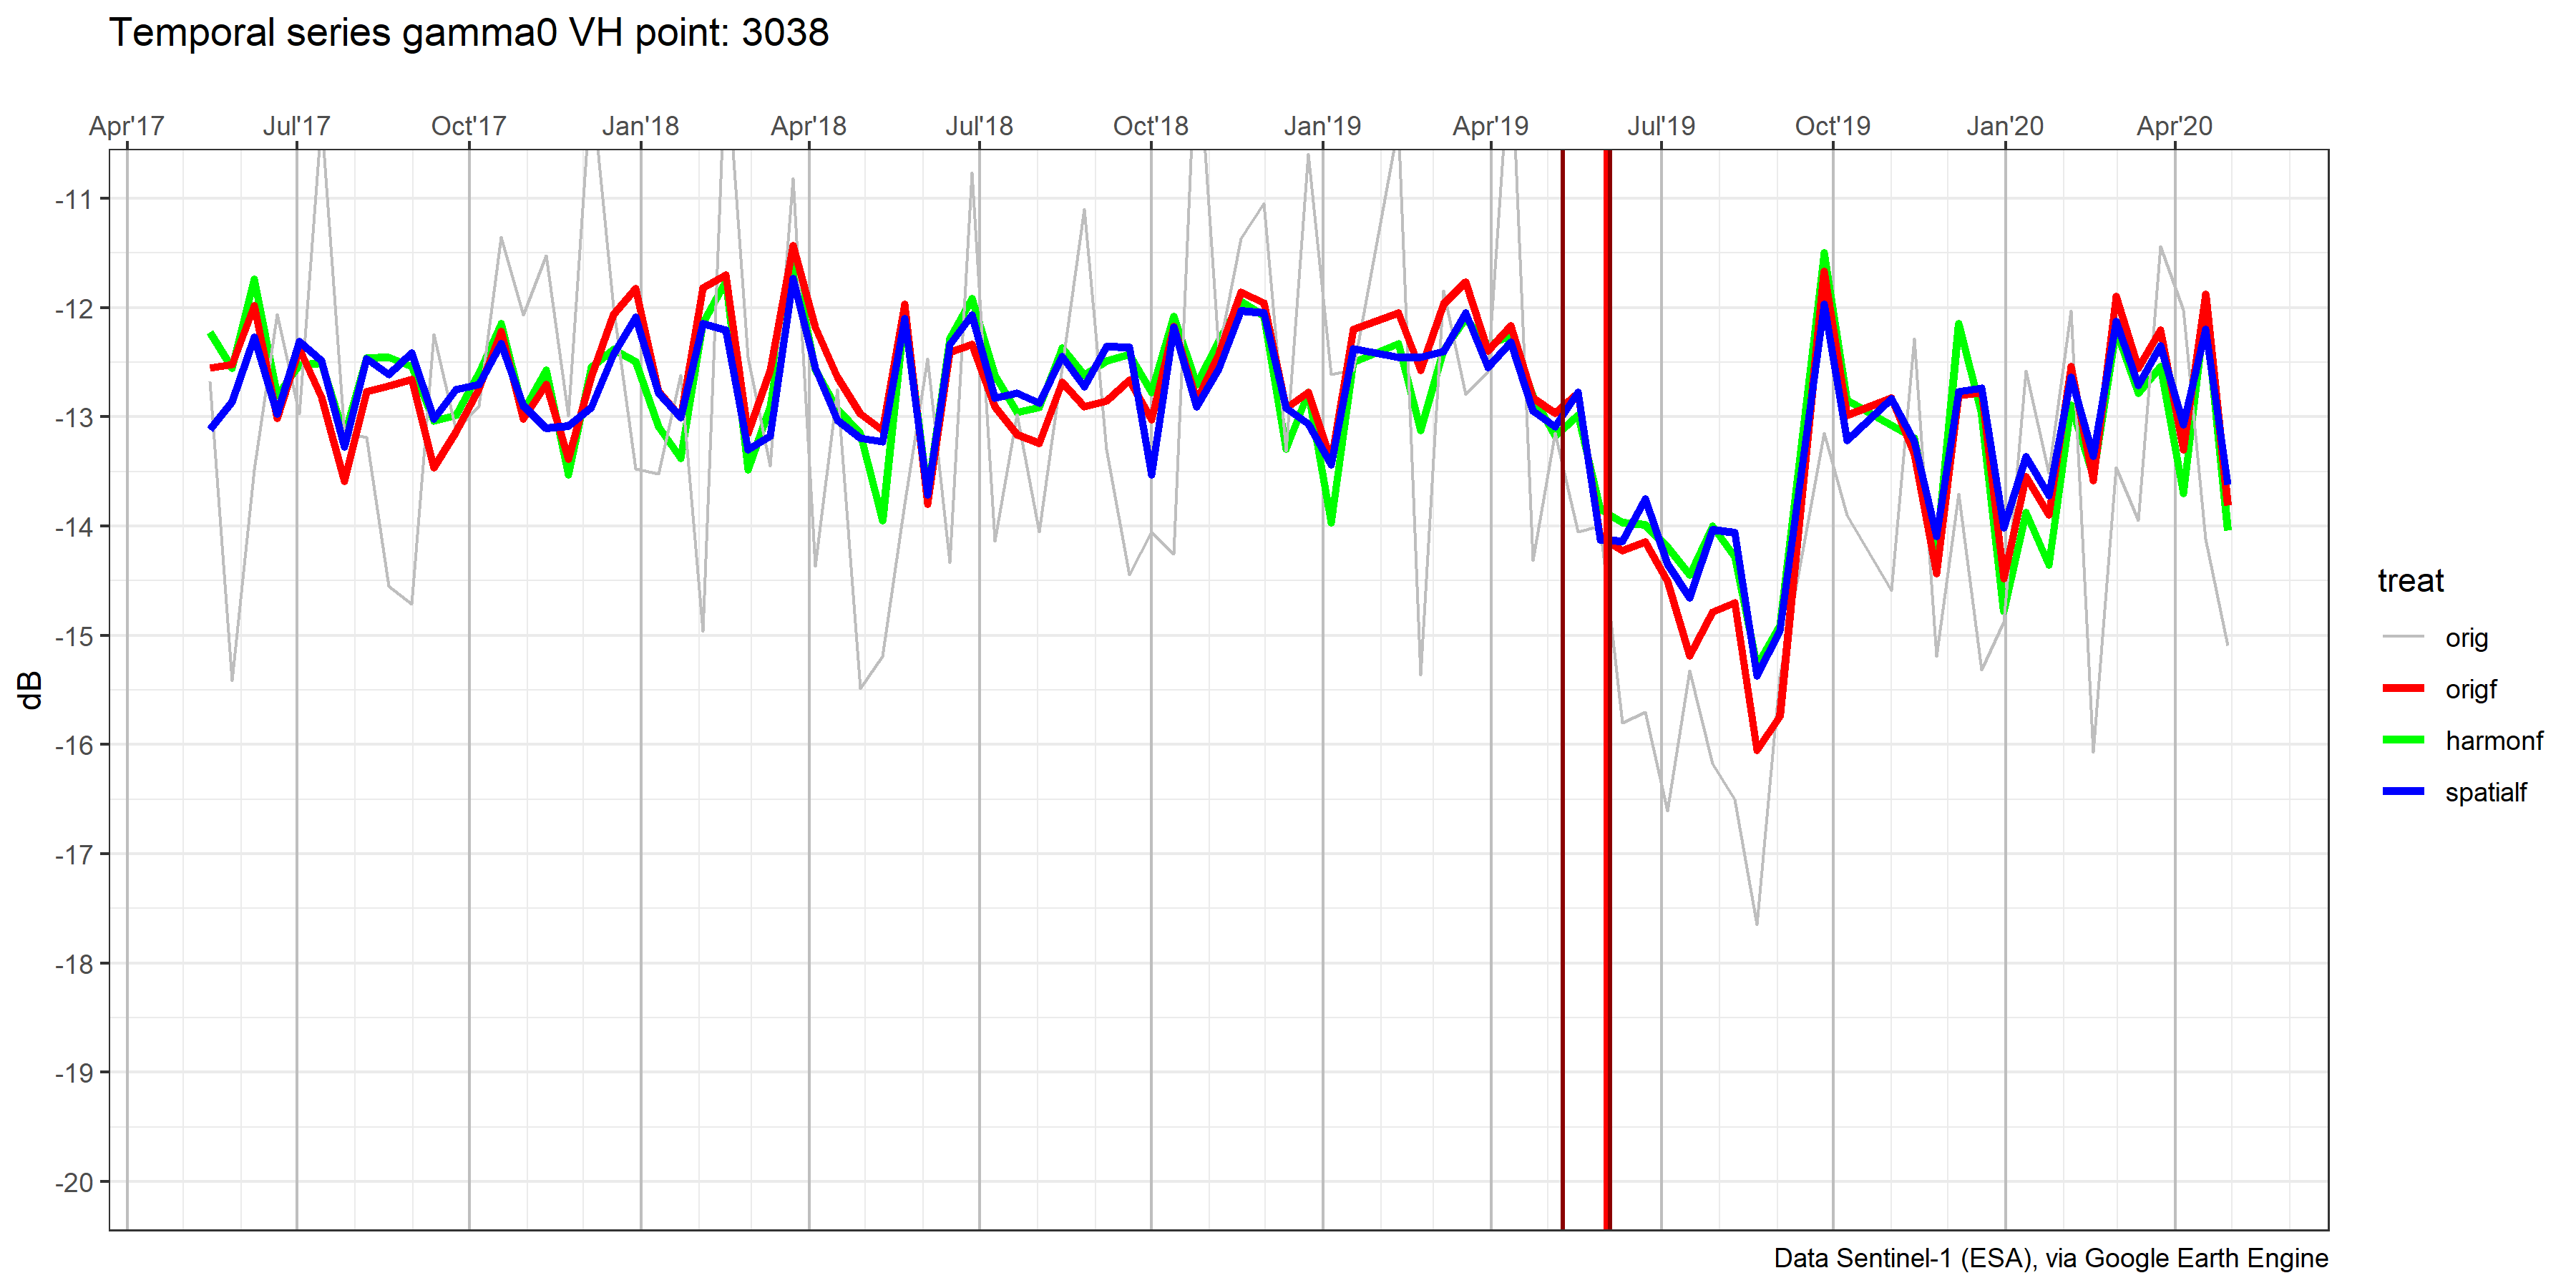 Temporal series gamma0 VH point: 3038
Apr'17 Jul'17 Oct'17 Jan'18 Apr'18 Jul'18 Oct'18 Jan'19 Apr'19 Jul'19 Oct'19 Jan'20 Apr'20
-11
-12
-13
-14
-15
-16
-17
-18
-19
-20
dB
treat
orig
origf
harmonf
spatialf
Data Sentinel-1 (ESA), via Google Earth Engine